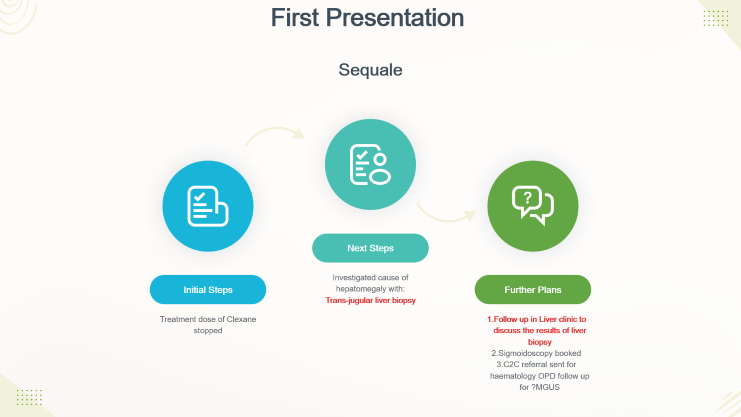 First Presentation
Sequale
Initial Steps
Treatment dose of Clexane
stopped
Next Steps
Investigated cause of
hepatomegaly with:
Trans-jugular liver biopsy
?
Further Plans
1.Follow up in Liver clinic to
discuss the results of liver
biopsy
2.Sigmoidoscopy booked
3.C2C referral sent for
haematology OPD follow up
for ?MGUS